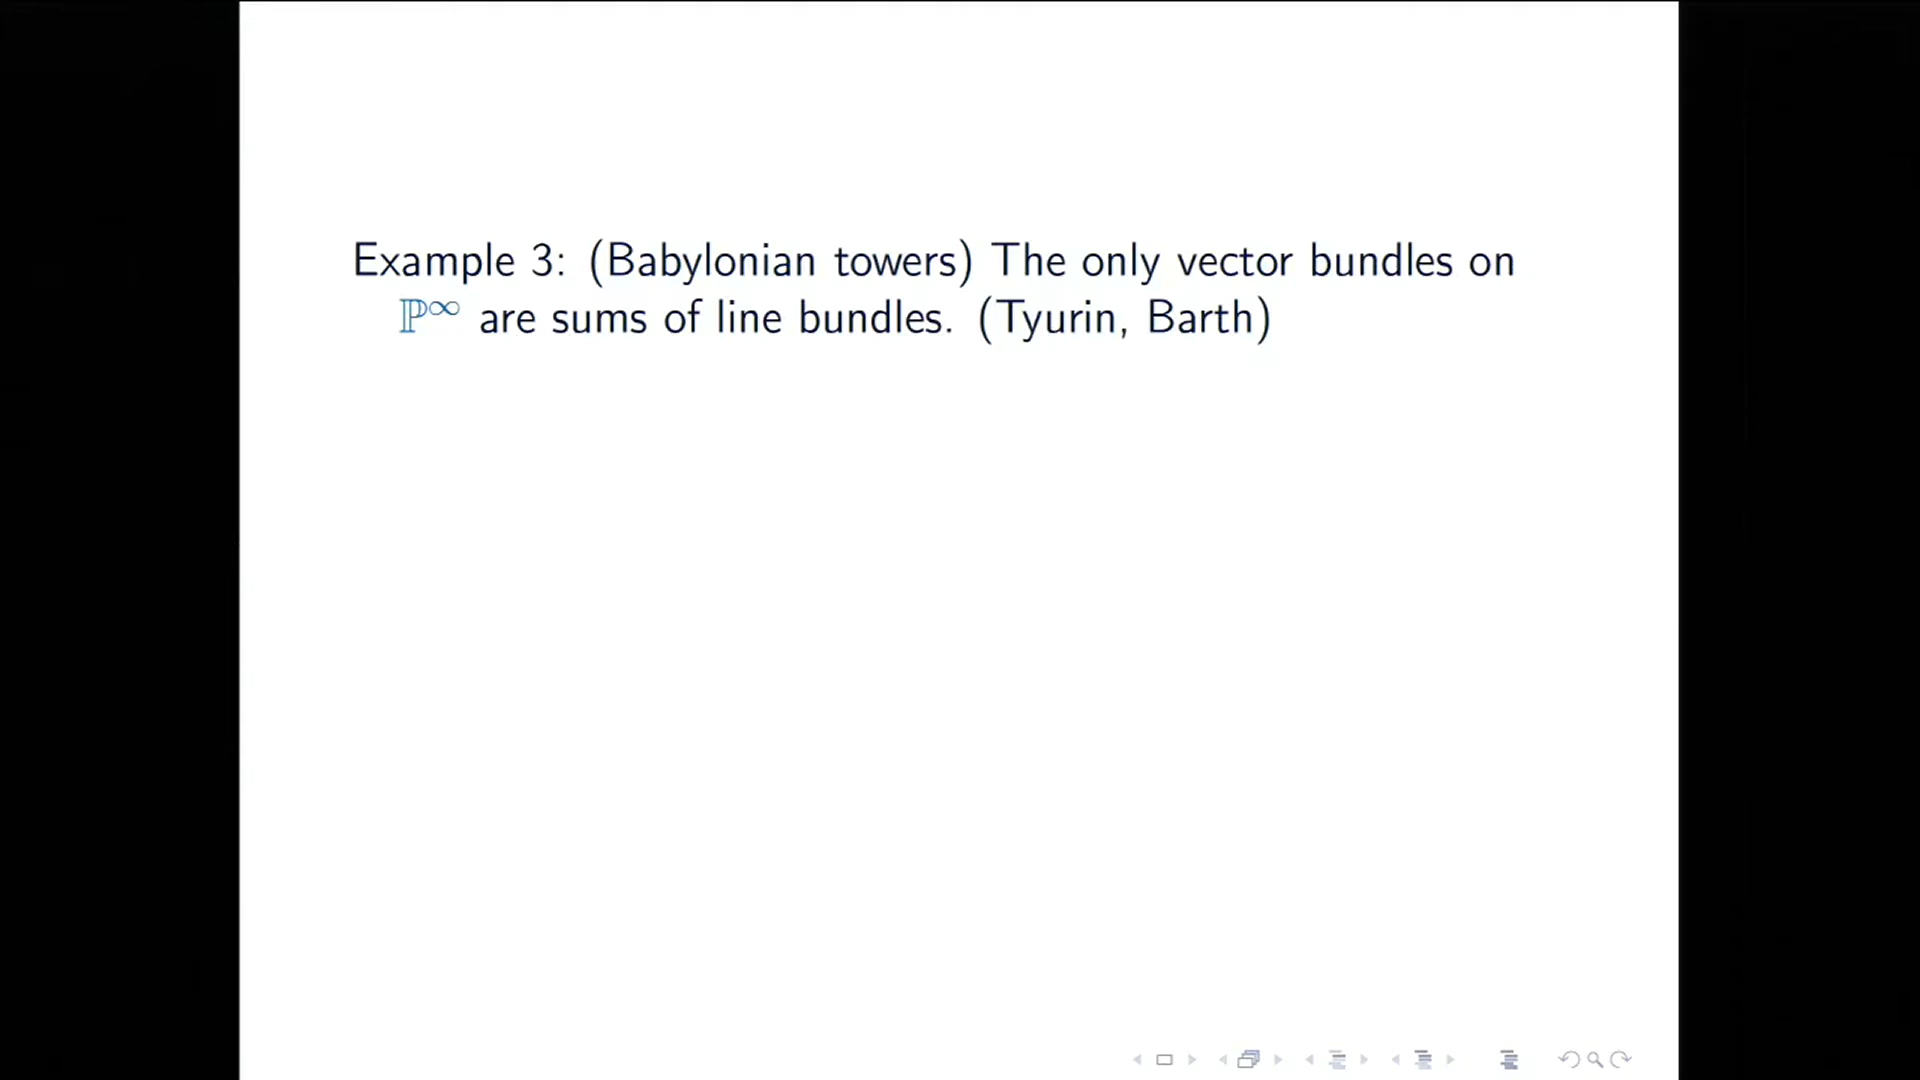 Example 3: (Babylonian towers) The only vector bundles on
ℙ∞ are sums of line bundles. (Tyurin, Barth)